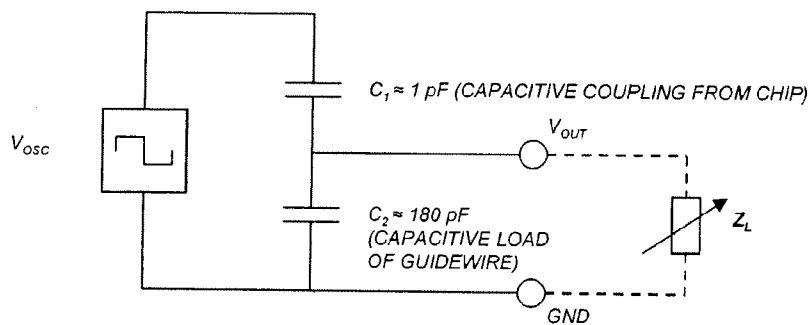 C₁ ≈ 1 pF (CAPACITIVE COUPLING FROM CHIP)
V_OUT
V_OSC
C₂ ≈ 180 pF
(CAPACITIVE LOAD
OF GUIDEWIRE)
Z_L
GND